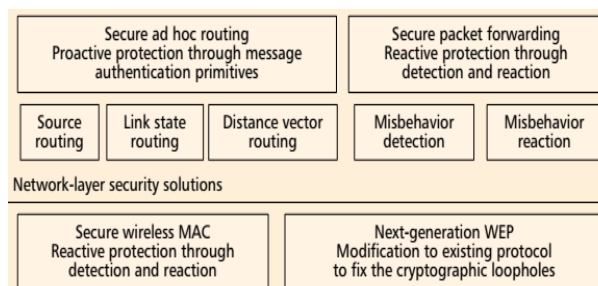 Secure ad hoc routing
Proactive protection through message
authentication primitives
Secure packet forwarding
Reactive protection through
detection and reaction
Source
routing
Link state
routing
Distance vector
routing
Misbehavior
detection
Misbehavior
reaction
Network-layer security solutions
Secure wireless MAC
Reactive protection through
detection and reaction
Next-generation WEP
Modification to existing protocol
to fix the cryptographic loopholes